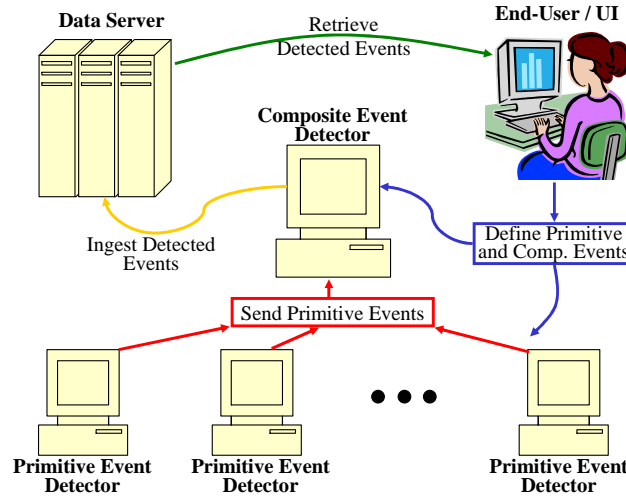 Data Server
Retrieve
Detected Events
End-User / UI
Composite Event
Detector
Ingest Detected
Events
Define Primitive
and Comp. Events
Send Primitive Events
Primitive Event
Detector
Primitive Event
Detector
Primitive Event
Detector